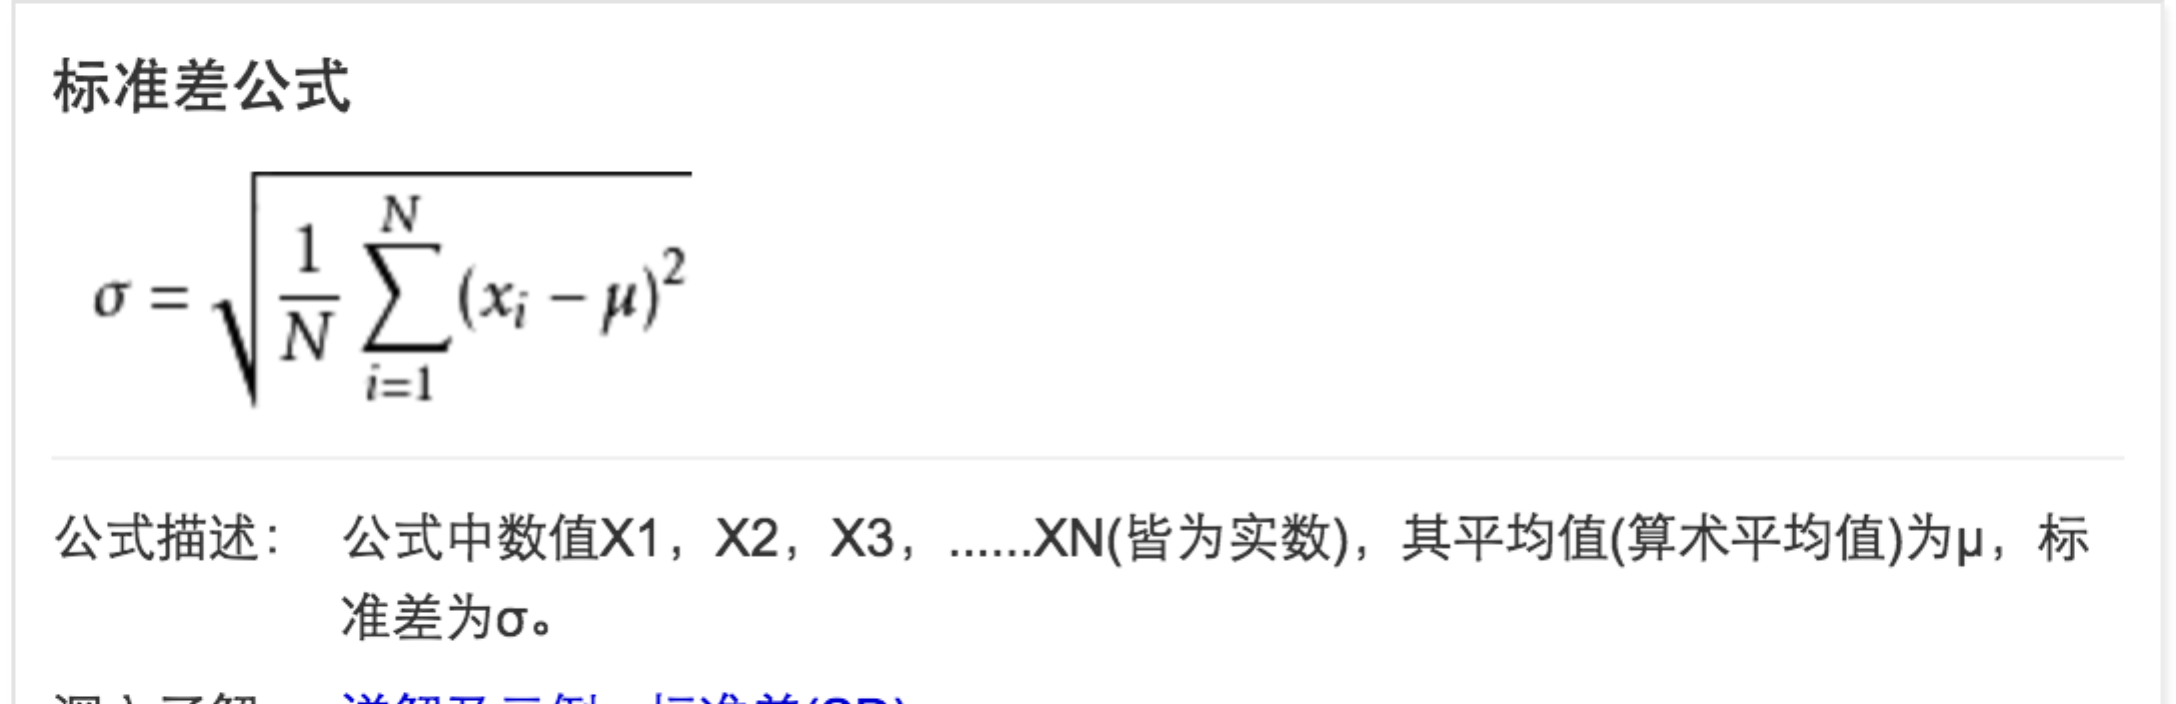 标准差公式
σ = √(1/N ∑_{i=1}^{N} (x_i − μ)²)
公式描述： 公式中数值X1，X2，X3，......XN(皆为实数)，其平均值(算术平均值)为μ，标
准差为σ。